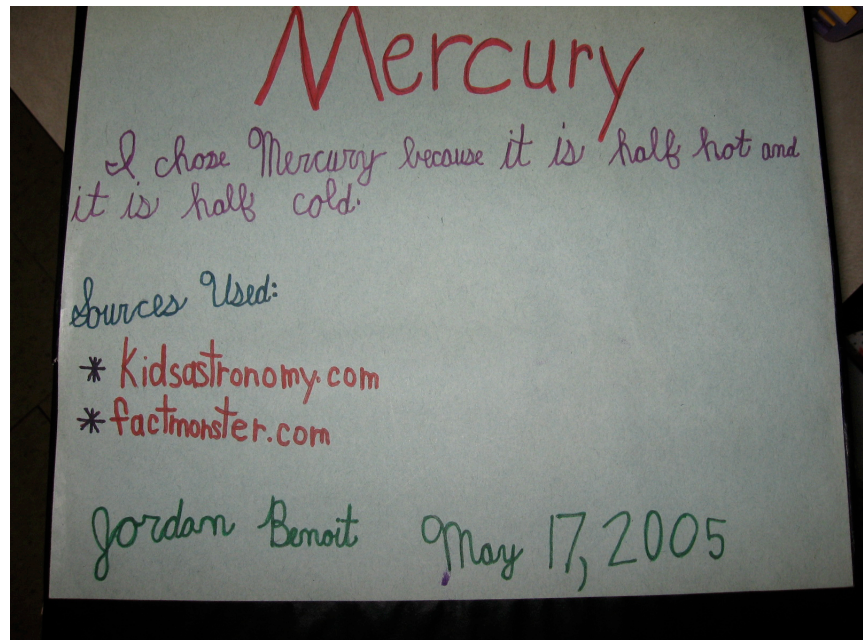 Mercury
I chose Mercury because it is half hot and
it is half cold.
Sources Used:
* Kidsastronomy.com
* factmonster.com
Jordan Benoit May 17, 2005